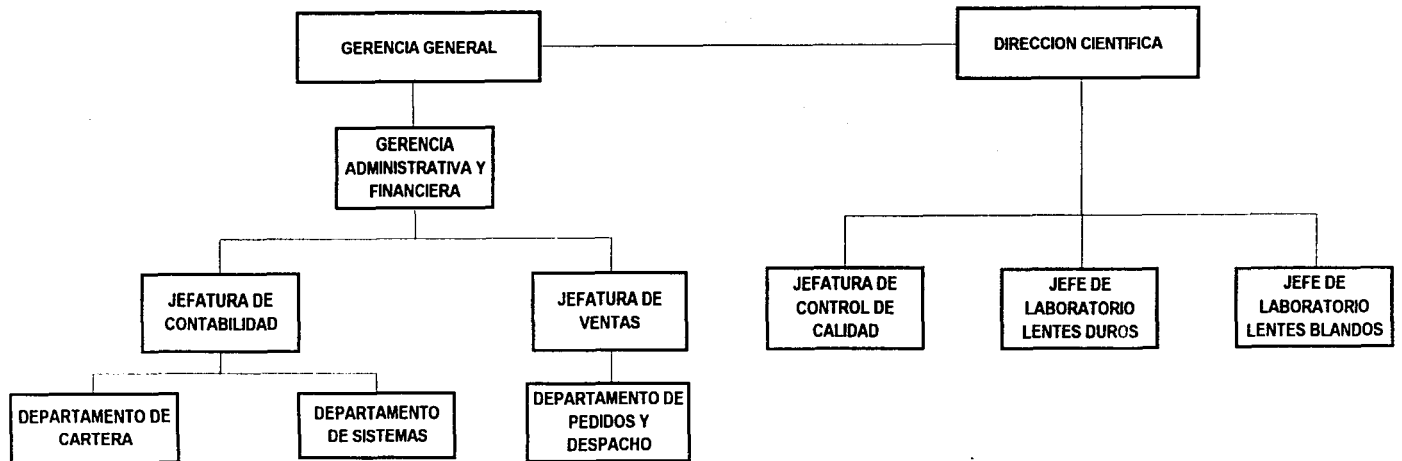 GERENCIA GENERAL
DIRECCION CIENTIFICA
GERENCIA
ADMINISTRATIVA Y
FINANCIERA
JEFATURA DE
CONTABILIDAD
JEFATURA DE
VENTAS
JEFATURA DE
CONTROL DE
CALIDAD
JEFE DE
LABORATORIO
LENTES DUROS
JEFE DE
LABORATORIO
LENTES BLANDOS
DEPARTAMENTO DE
CARTERA
DEPARTAMENTO
DE SISTEMAS
DEPARTAMENTO DE
PEDIDOS Y
DESPACHO